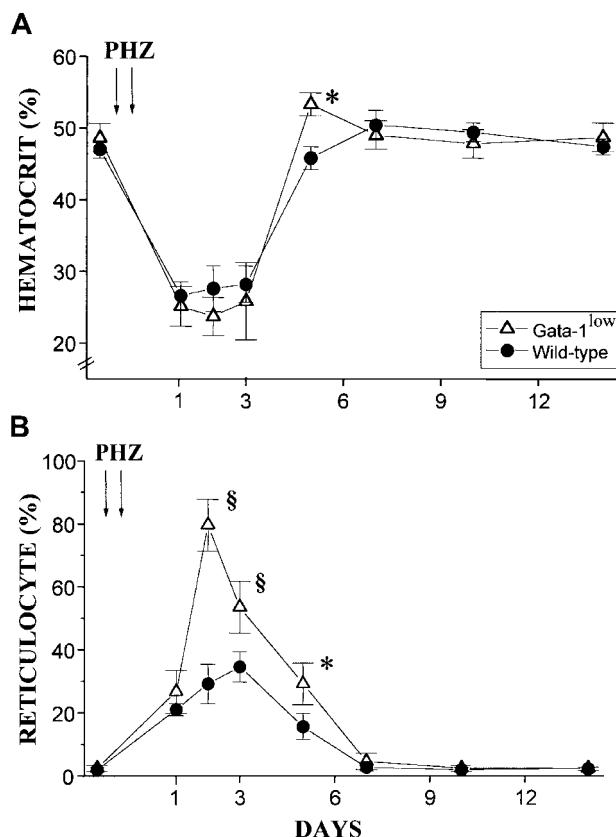 A
PHZ
HEMATOCRIT (%)
60
50
40
30
20
Gata-1low
Wild-type
*
1 3 6 9 12
B
PHZ
RETICULOCYTE (%)
100
80
60
40
20
0
§
§
*
1 3 6 9 12
DAYS